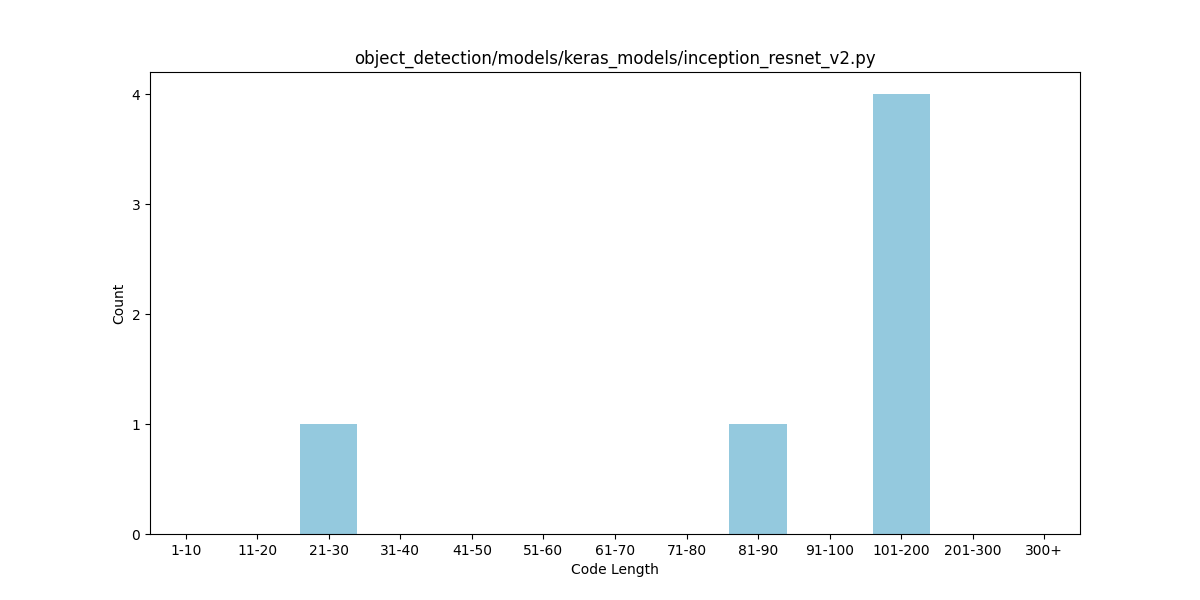 object_detection/models/keras_models/inception_resnet_v2.py
4
3
2
1
0
Count
1-10 11-20 21-30 31-40 41-50 51-60 61-70 71-80 81-90 91-100 101-200 201-300 300+
Code Length